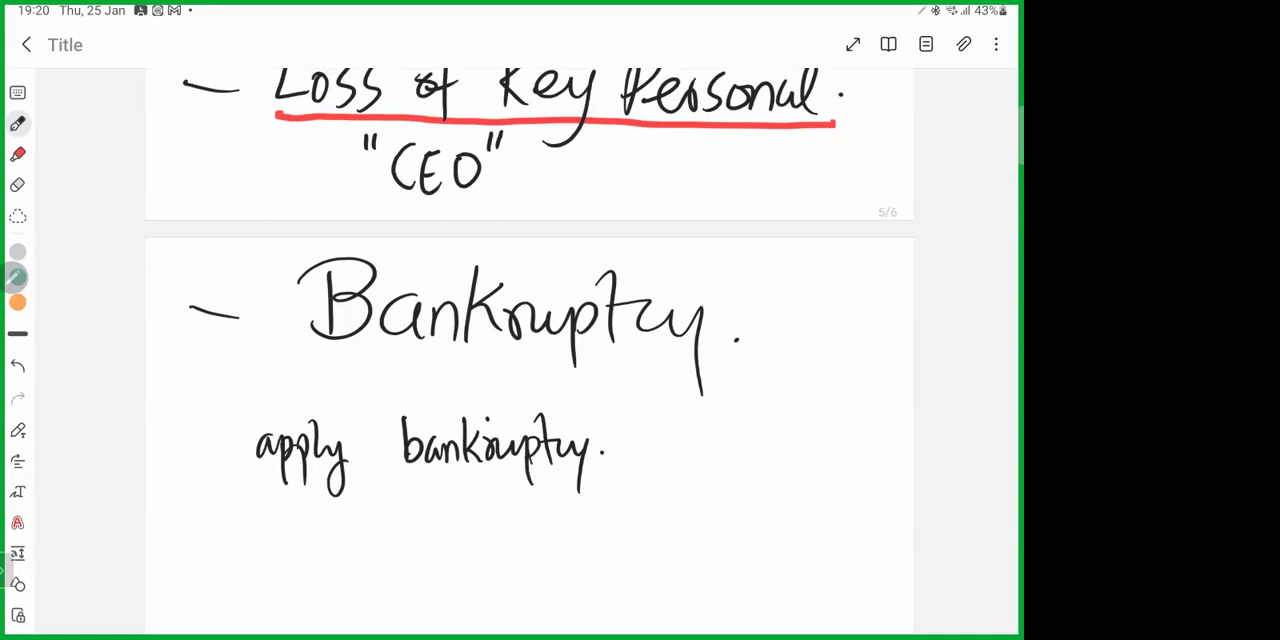 19:20 Thu, 25 Jan
43%
Title
- Loss of Key Personal.
"CEO"
5/6
- Bankruptcy.
apply bankruptcy.